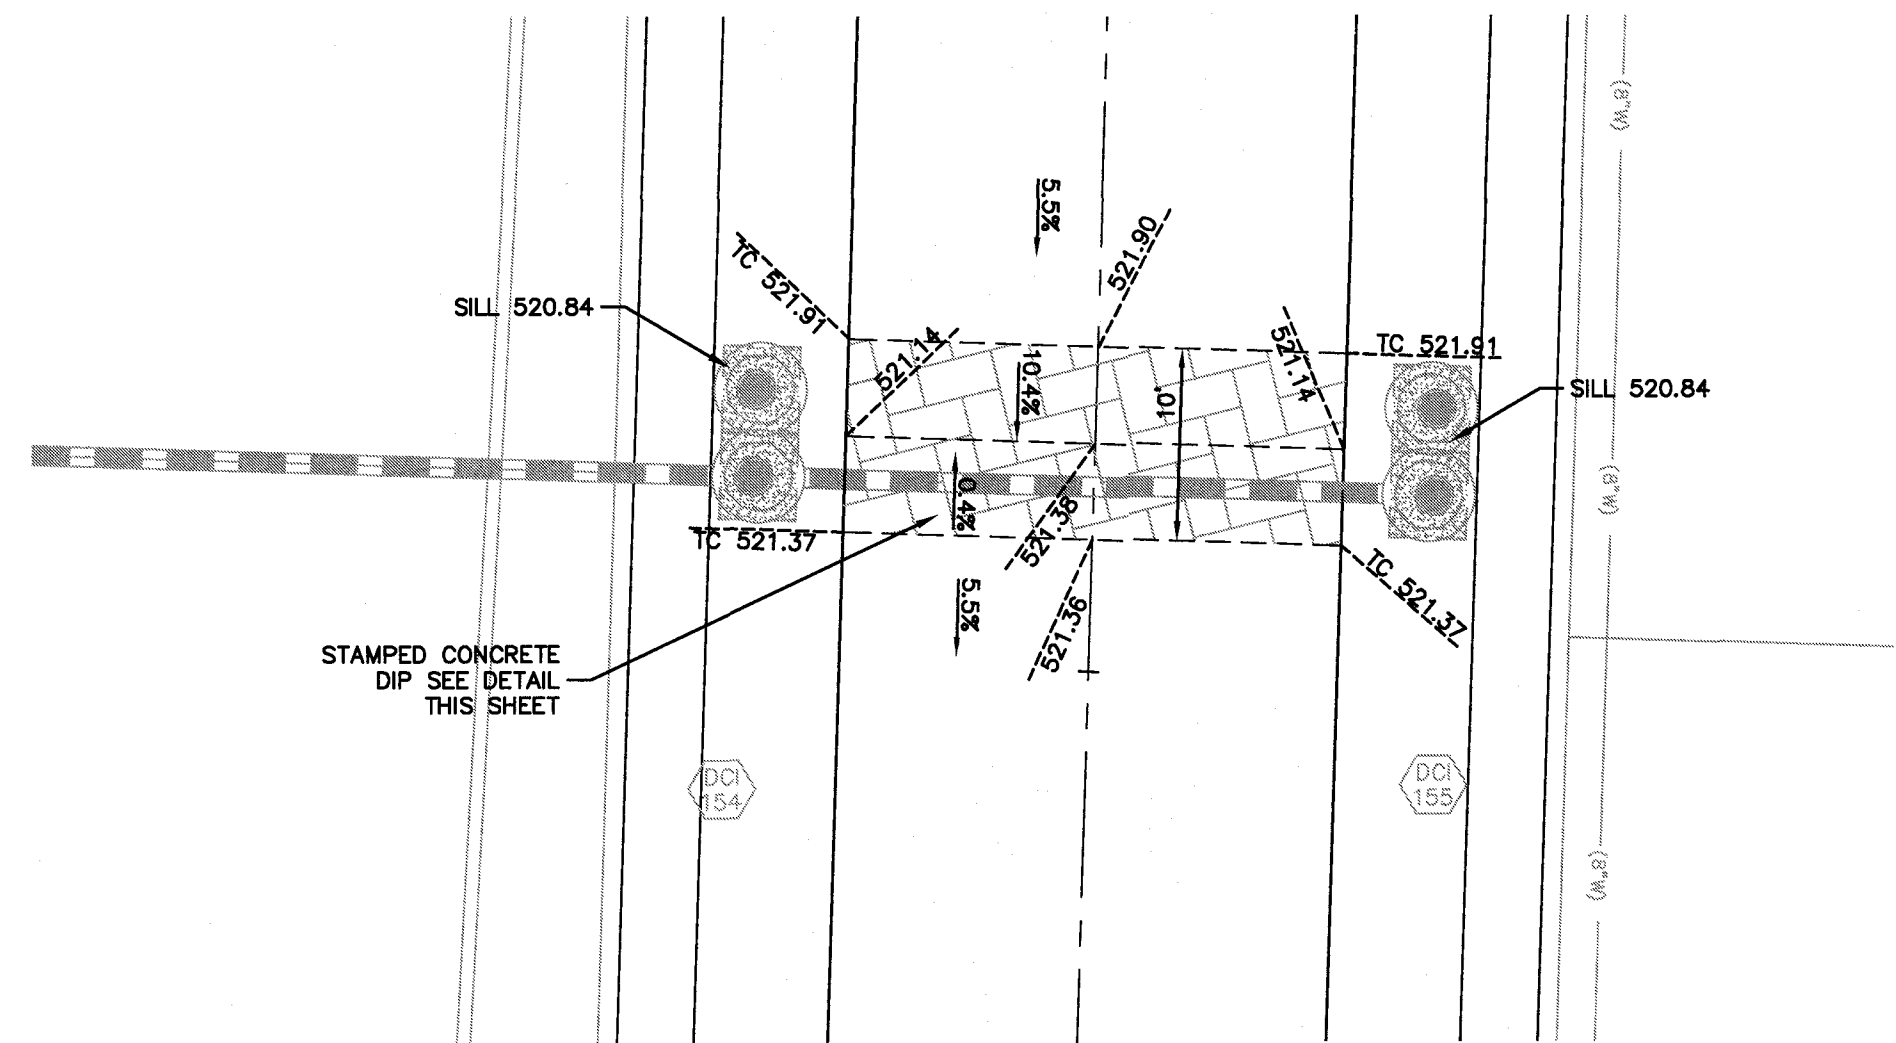 (8"W)
5.5%
521.90
TC 521.91
SILL 520.84
521.14
10.4%
521.14
TC 521.91
SILL 520.84
10'
(8"W)
0.4%
521.38
TC 521.37
TC 521.37
5.5%
521.36
STAMPED CONCRETE
DIP SEE DETAIL
THIS SHEET
DCI
154
DCI
155
(8"W)